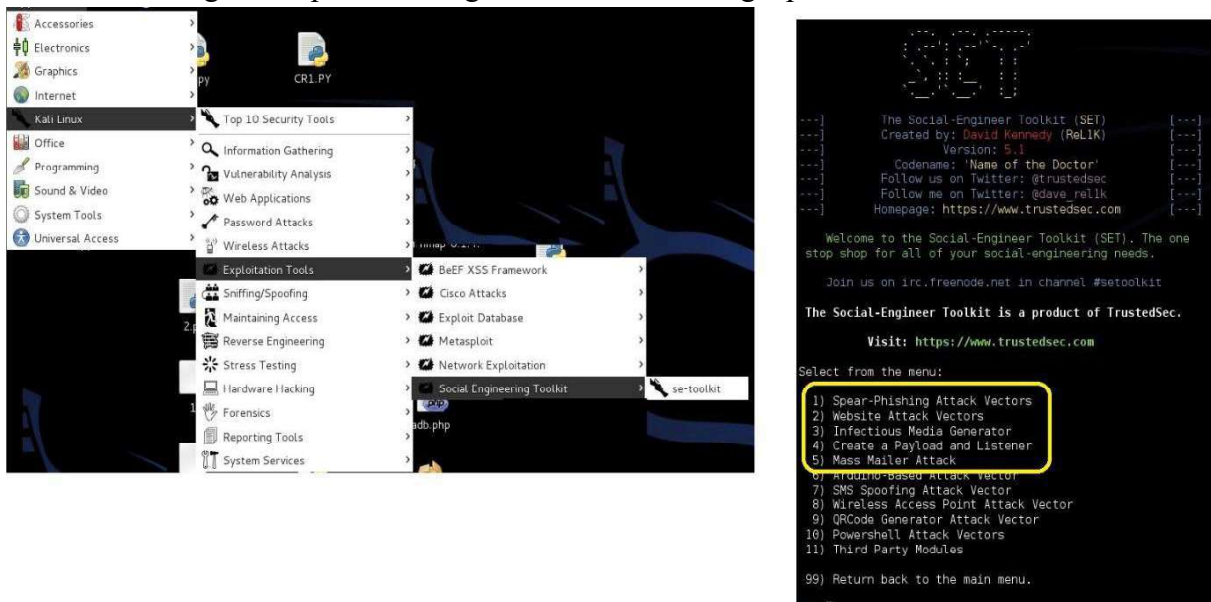 Accessories
Electronics
Graphics
Internet
Kali Linux
Office
Programming
Sound & Video
System Tools
Universal Access
py
CR1.PY
Top 10 Security Tools
Information Gathering
Vulnerability Analysis
Web Applications
Password Attacks
Wireless Attacks
Exploitation Tools
Sniffing/Spoofing
Maintaining Access
Reverse Engineering
Stress Testing
Hardware Hacking
Forensics
Reporting Tools
System Services
BeEF XSS Framework
Cisco Attacks
Exploit Database
Metasploit
Network Exploitation
Social Engineering Toolkit
se-toolkit
adb.php
---] The Social-Engineer Toolkit (SET) [---]
---] Created by: David Kennedy (ReL1K) [---]
---] Version: 5.1 [---]
---] Codename: 'Name of the Doctor' [---]
---] Follow us on Twitter: @trustedsec [---]
---] Follow me on Twitter: @dave_rel1k [---]
---] Homepage: https://www.trustedsec.com [---]
Welcome to the Social-Engineer Toolkit (SET). The one
stop shop for all of your social-engineering needs.
Join us on irc.freenode.net in channel #setoolkit
The Social-Engineer Toolkit is a product of TrustedSec.
Visit: https://www.trustedsec.com
Select from the menu:
1) Spear-Phishing Attack Vectors
2) Website Attack Vectors
3) Infectious Media Generator
4) Create a Payload and Listener
5) Mass Mailer Attack
6) Arduino-Based Attack Vector
7) SMS Spoofing Attack Vector
8) Wireless Access Point Attack Vector
9) QRCode Generator Attack Vector
10) Powershell Attack Vectors
11) Third Party Modules
99) Return back to the main menu.